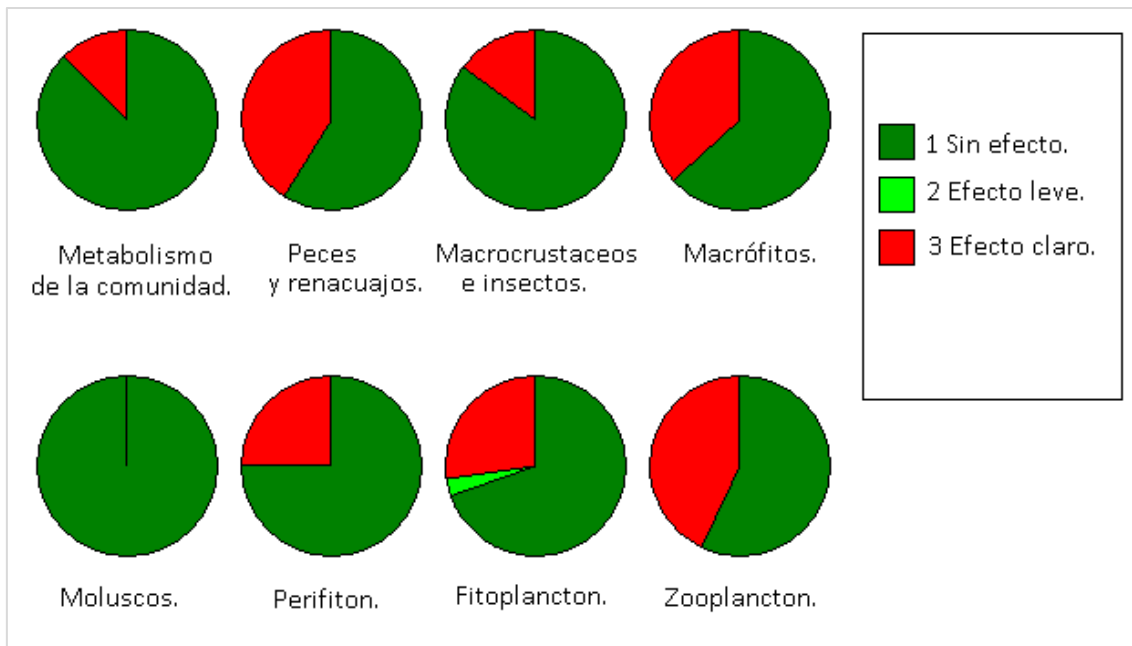 Metabolismo
de la comunidad.
Peces
y renacuajos.
Macrocrustaceos
e insectos.
Macrófitos.
1 Sin efecto.
2 Efecto leve.
3 Efecto claro.
Moluscos.
Perifiton.
Fitoplancton.
Zooplancton.